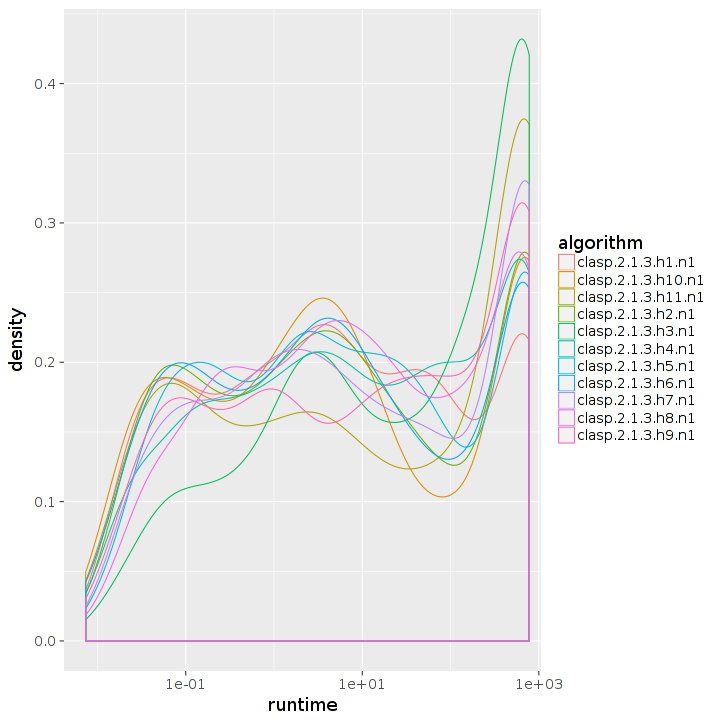 0.4
0.3
0.2
0.1
0.0
density
1e-01
1e+01
1e+03
runtime
algorithm
clasp.2.1.3.h1.n1
clasp.2.1.3.h10.n1
clasp.2.1.3.h11.n1
clasp.2.1.3.h2.n1
clasp.2.1.3.h3.n1
clasp.2.1.3.h4.n1
clasp.2.1.3.h5.n1
clasp.2.1.3.h6.n1
clasp.2.1.3.h7.n1
clasp.2.1.3.h8.n1
clasp.2.1.3.h9.n1